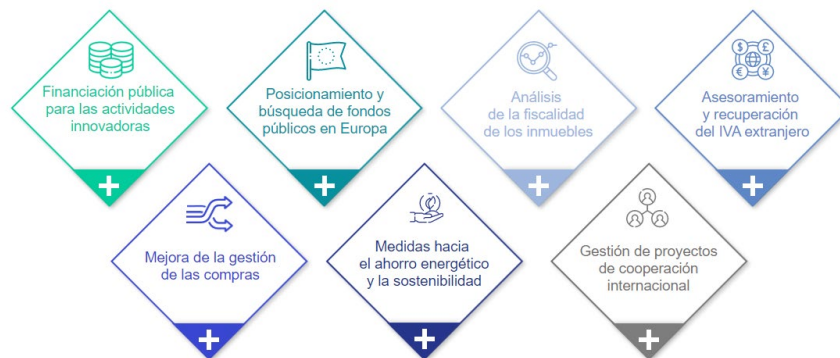 Financiación pública
para las actividades
innovadoras
Posicionamiento y
búsqueda de fondos
públicos en Europa
Análisis
de la fiscalidad
de los inmuebles
Asesoramiento
y recuperación
del IVA extranjero
Mejora de la gestión
de las compras
Medidas hacia
el ahorro energético
y la sostenibilidad
Gestión de proyectos
de cooperación
internacional